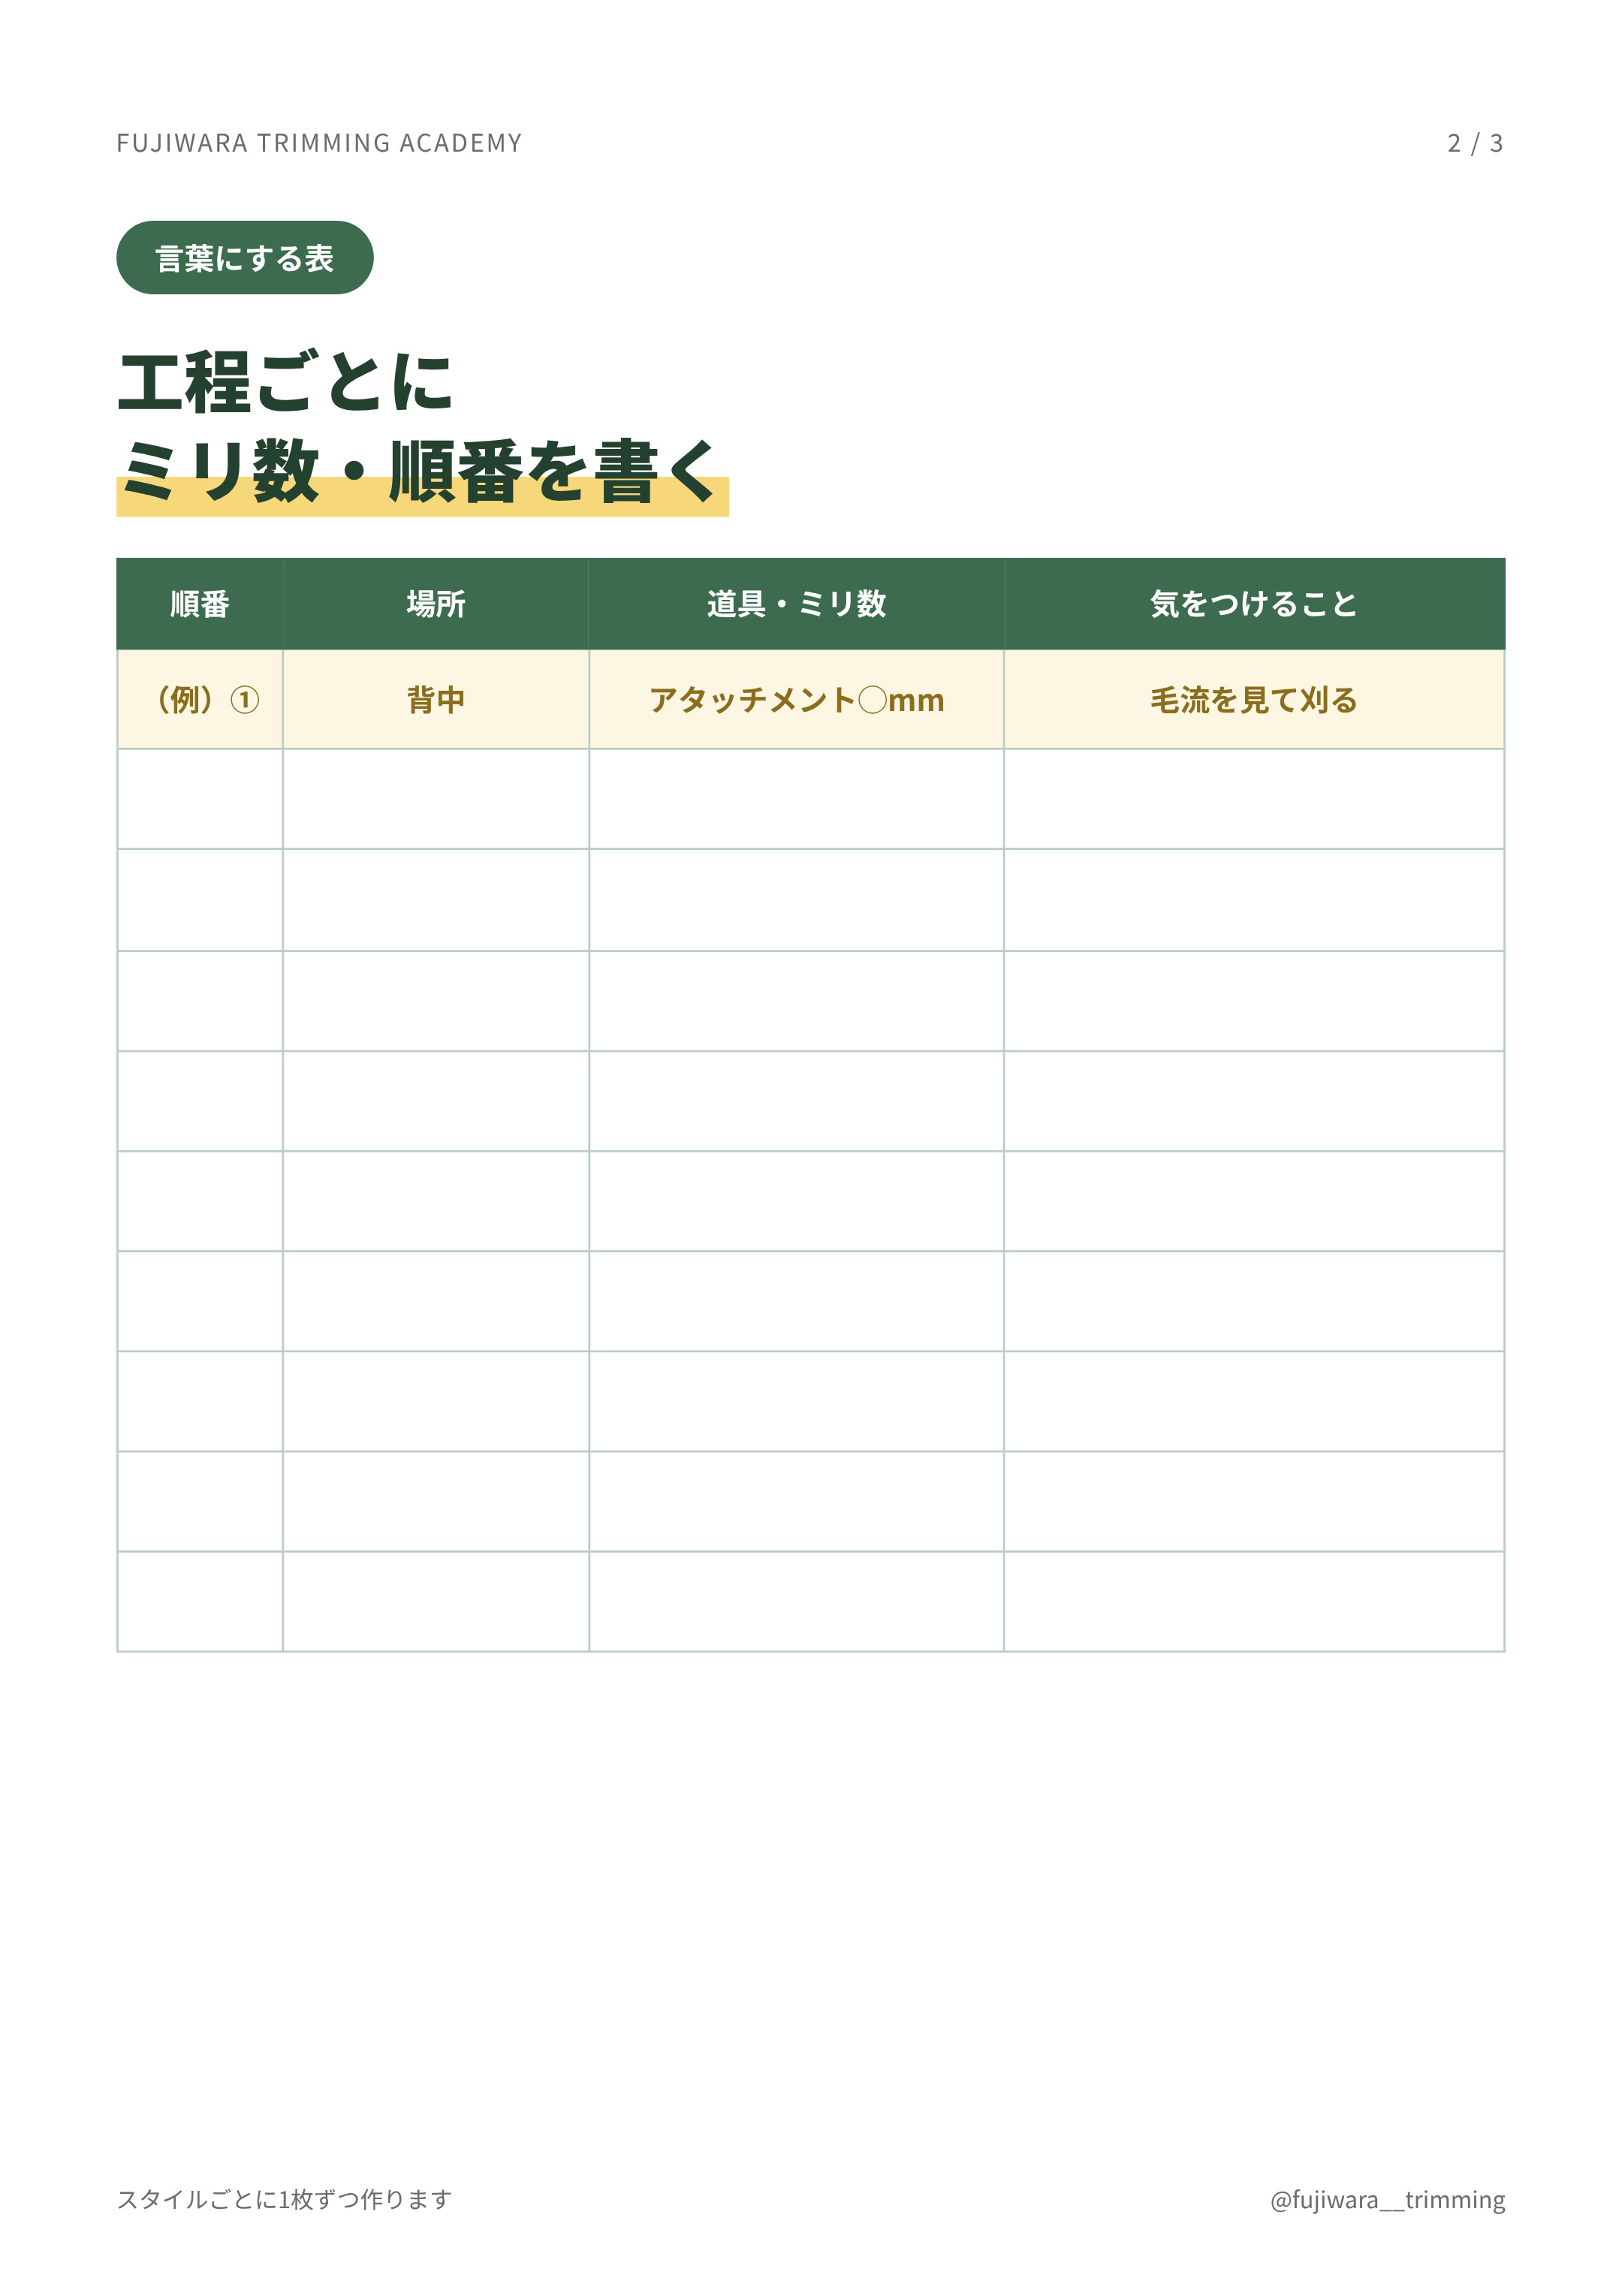 FUJIWARA TRIMMING ACADEMY 2 / 3
言葉にする表
工程ごとに
ミリ数・順番を書く
順番 場所 道具・ミリ数 気をつけること
（例）① 背中 アタッチメント◯mm 毛流を見て刈る
スタイルごとに1枚ずつ作ります @fujiwara__trimming